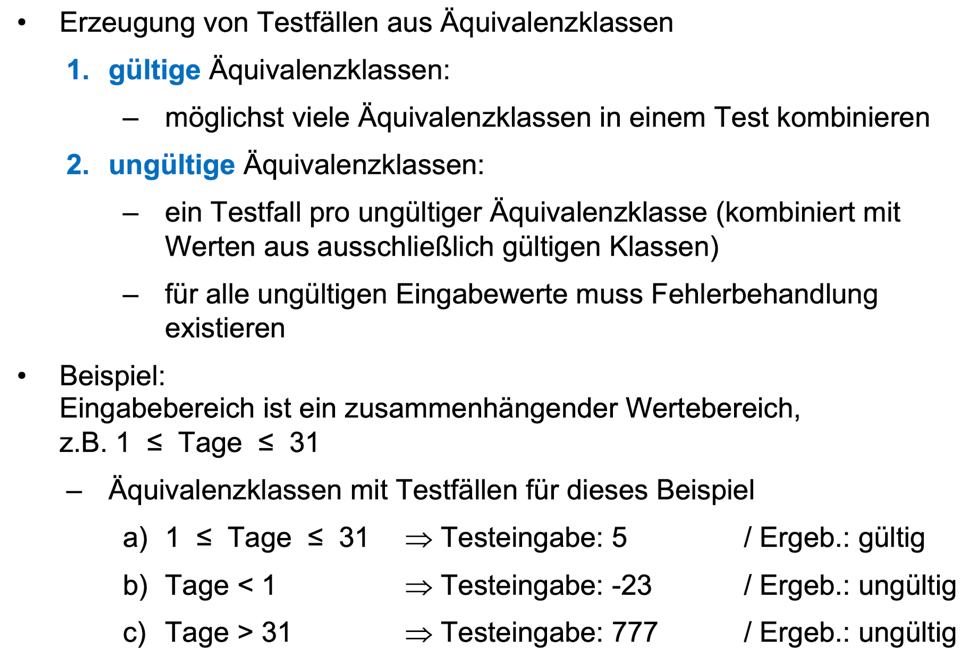 • Erzeugung von Testfällen aus Äquivalenzklassen
1. gültige Äquivalenzklassen:
– möglichst viele Äquivalenzklassen in einem Test kombinieren
2. ungültige Äquivalenzklassen:
– ein Testfall pro ungültiger Äquivalenzklasse (kombiniert mit
Werten aus ausschließlich gültigen Klassen)
– für alle ungültigen Eingabewerte muss Fehlerbehandlung
existieren
• Beispiel:
Eingabebereich ist ein zusammenhängender Wertebereich,
z.B. 1 ≤ Tage ≤ 31
– Äquivalenzklassen mit Testfällen für dieses Beispiel
a) 1 ≤ Tage ≤ 31 ⇒ Testeingabe: 5 / Ergeb.: gültig
b) Tage < 1 ⇒ Testeingabe: -23 / Ergeb.: ungültig
c) Tage > 31 ⇒ Testeingabe: 777 / Ergeb.: ungültig